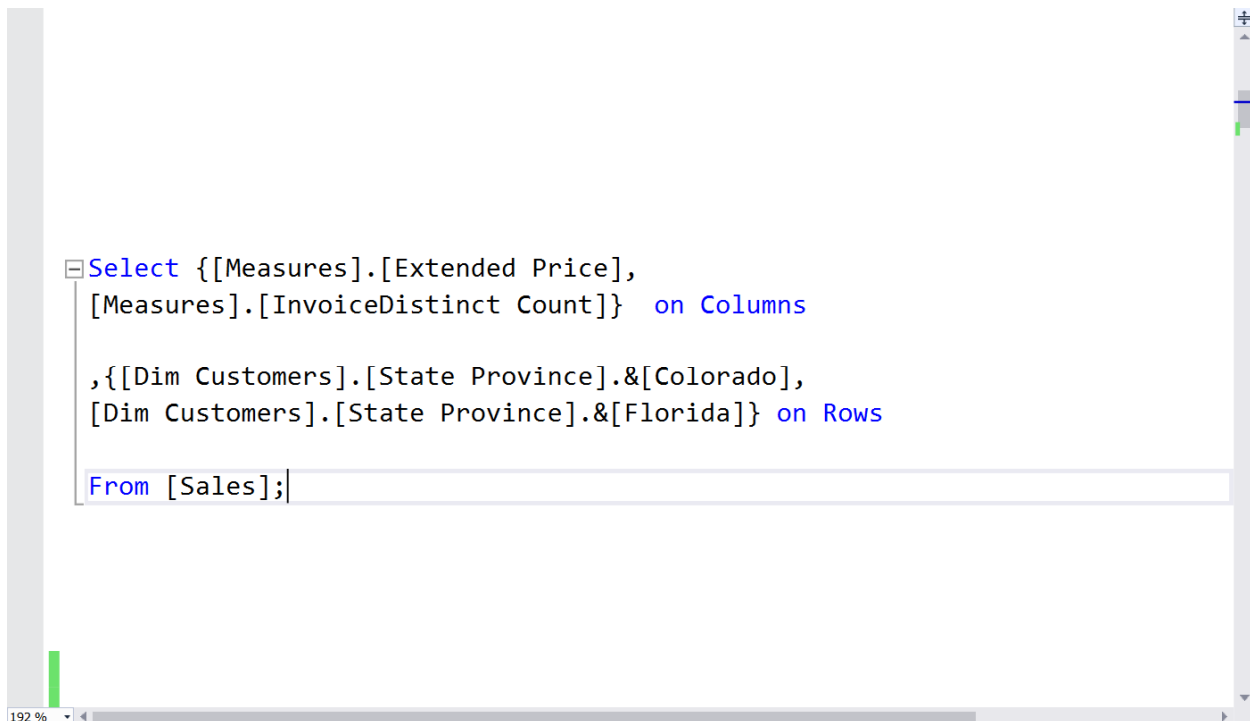 Select {[Measures].[Extended Price],
[Measures].[InvoiceDistinct Count]}  on Columns
,{[Dim Customers].[State Province].&[Colorado],
[Dim Customers].[State Province].&[Florida]} on Rows
From [Sales];
192 %